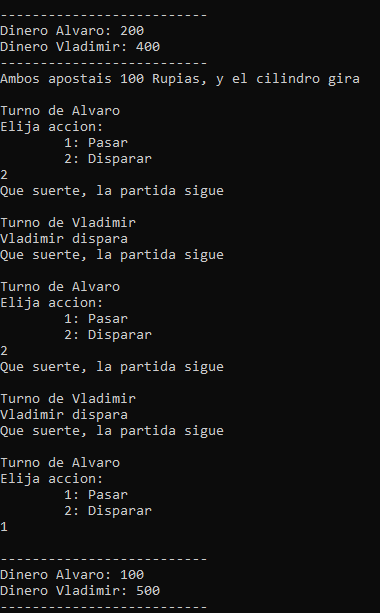 --------------------------
Dinero Alvaro: 200
Dinero Vladimir: 400
--------------------------
Ambos apostais 100 Rupias, y el cilindro gira
Turno de Alvaro
Elija accion:
1: Pasar
2: Disparar
2
Que suerte, la partida sigue
Turno de Vladimir
Vladimir dispara
Que suerte, la partida sigue
Turno de Alvaro
Elija accion:
1: Pasar
2: Disparar
2
Que suerte, la partida sigue
Turno de Vladimir
Vladimir dispara
Que suerte, la partida sigue
Turno de Alvaro
Elija accion:
1: Pasar
2: Disparar
1
--------------------------
Dinero Alvaro: 100
Dinero Vladimir: 500
--------------------------